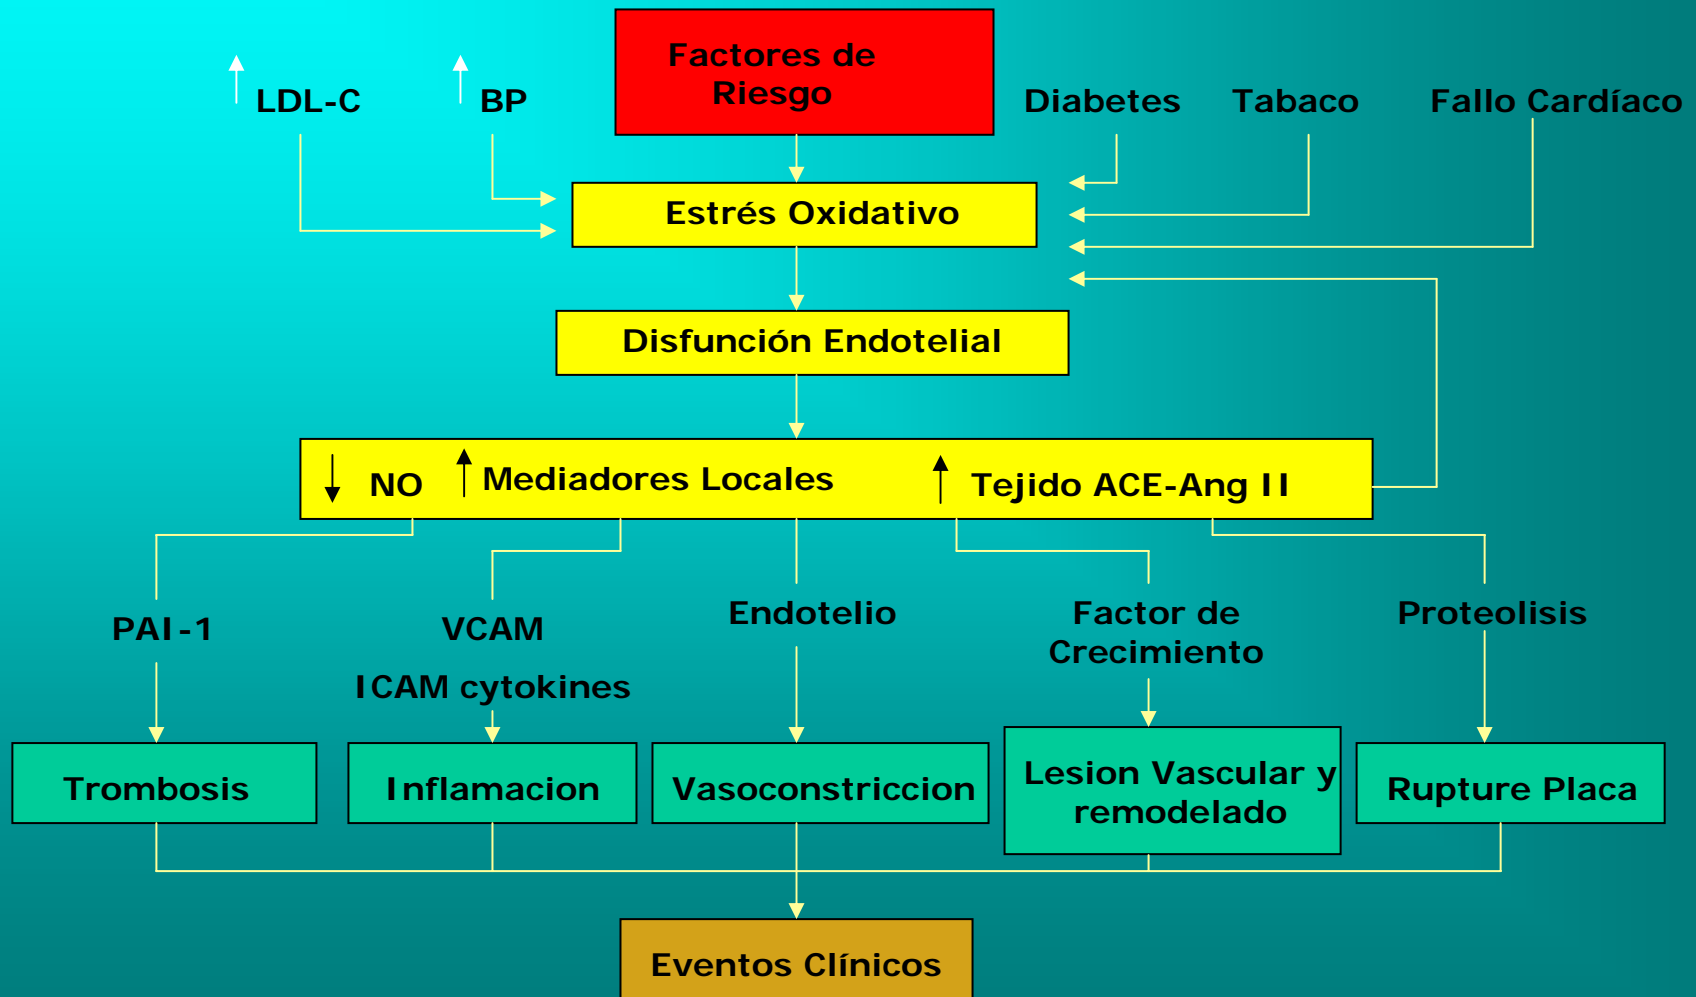 Factores de
Riesgo
LDL-C
BP
Diabetes
Tabaco
Fallo Cardíaco
Estrés Oxidativo
Disfunción Endotelial
NO
Mediadores Locales
Tejido ACE-Ang II
PAI-1
VCAM
ICAM cytokines
Endotelio
Factor de
Crecimiento
Proteolisis
Trombosis
Inflamacion
Vasoconstriccion
Lesion Vascular y
remodelado
Rupture Placa
Eventos Clínicos